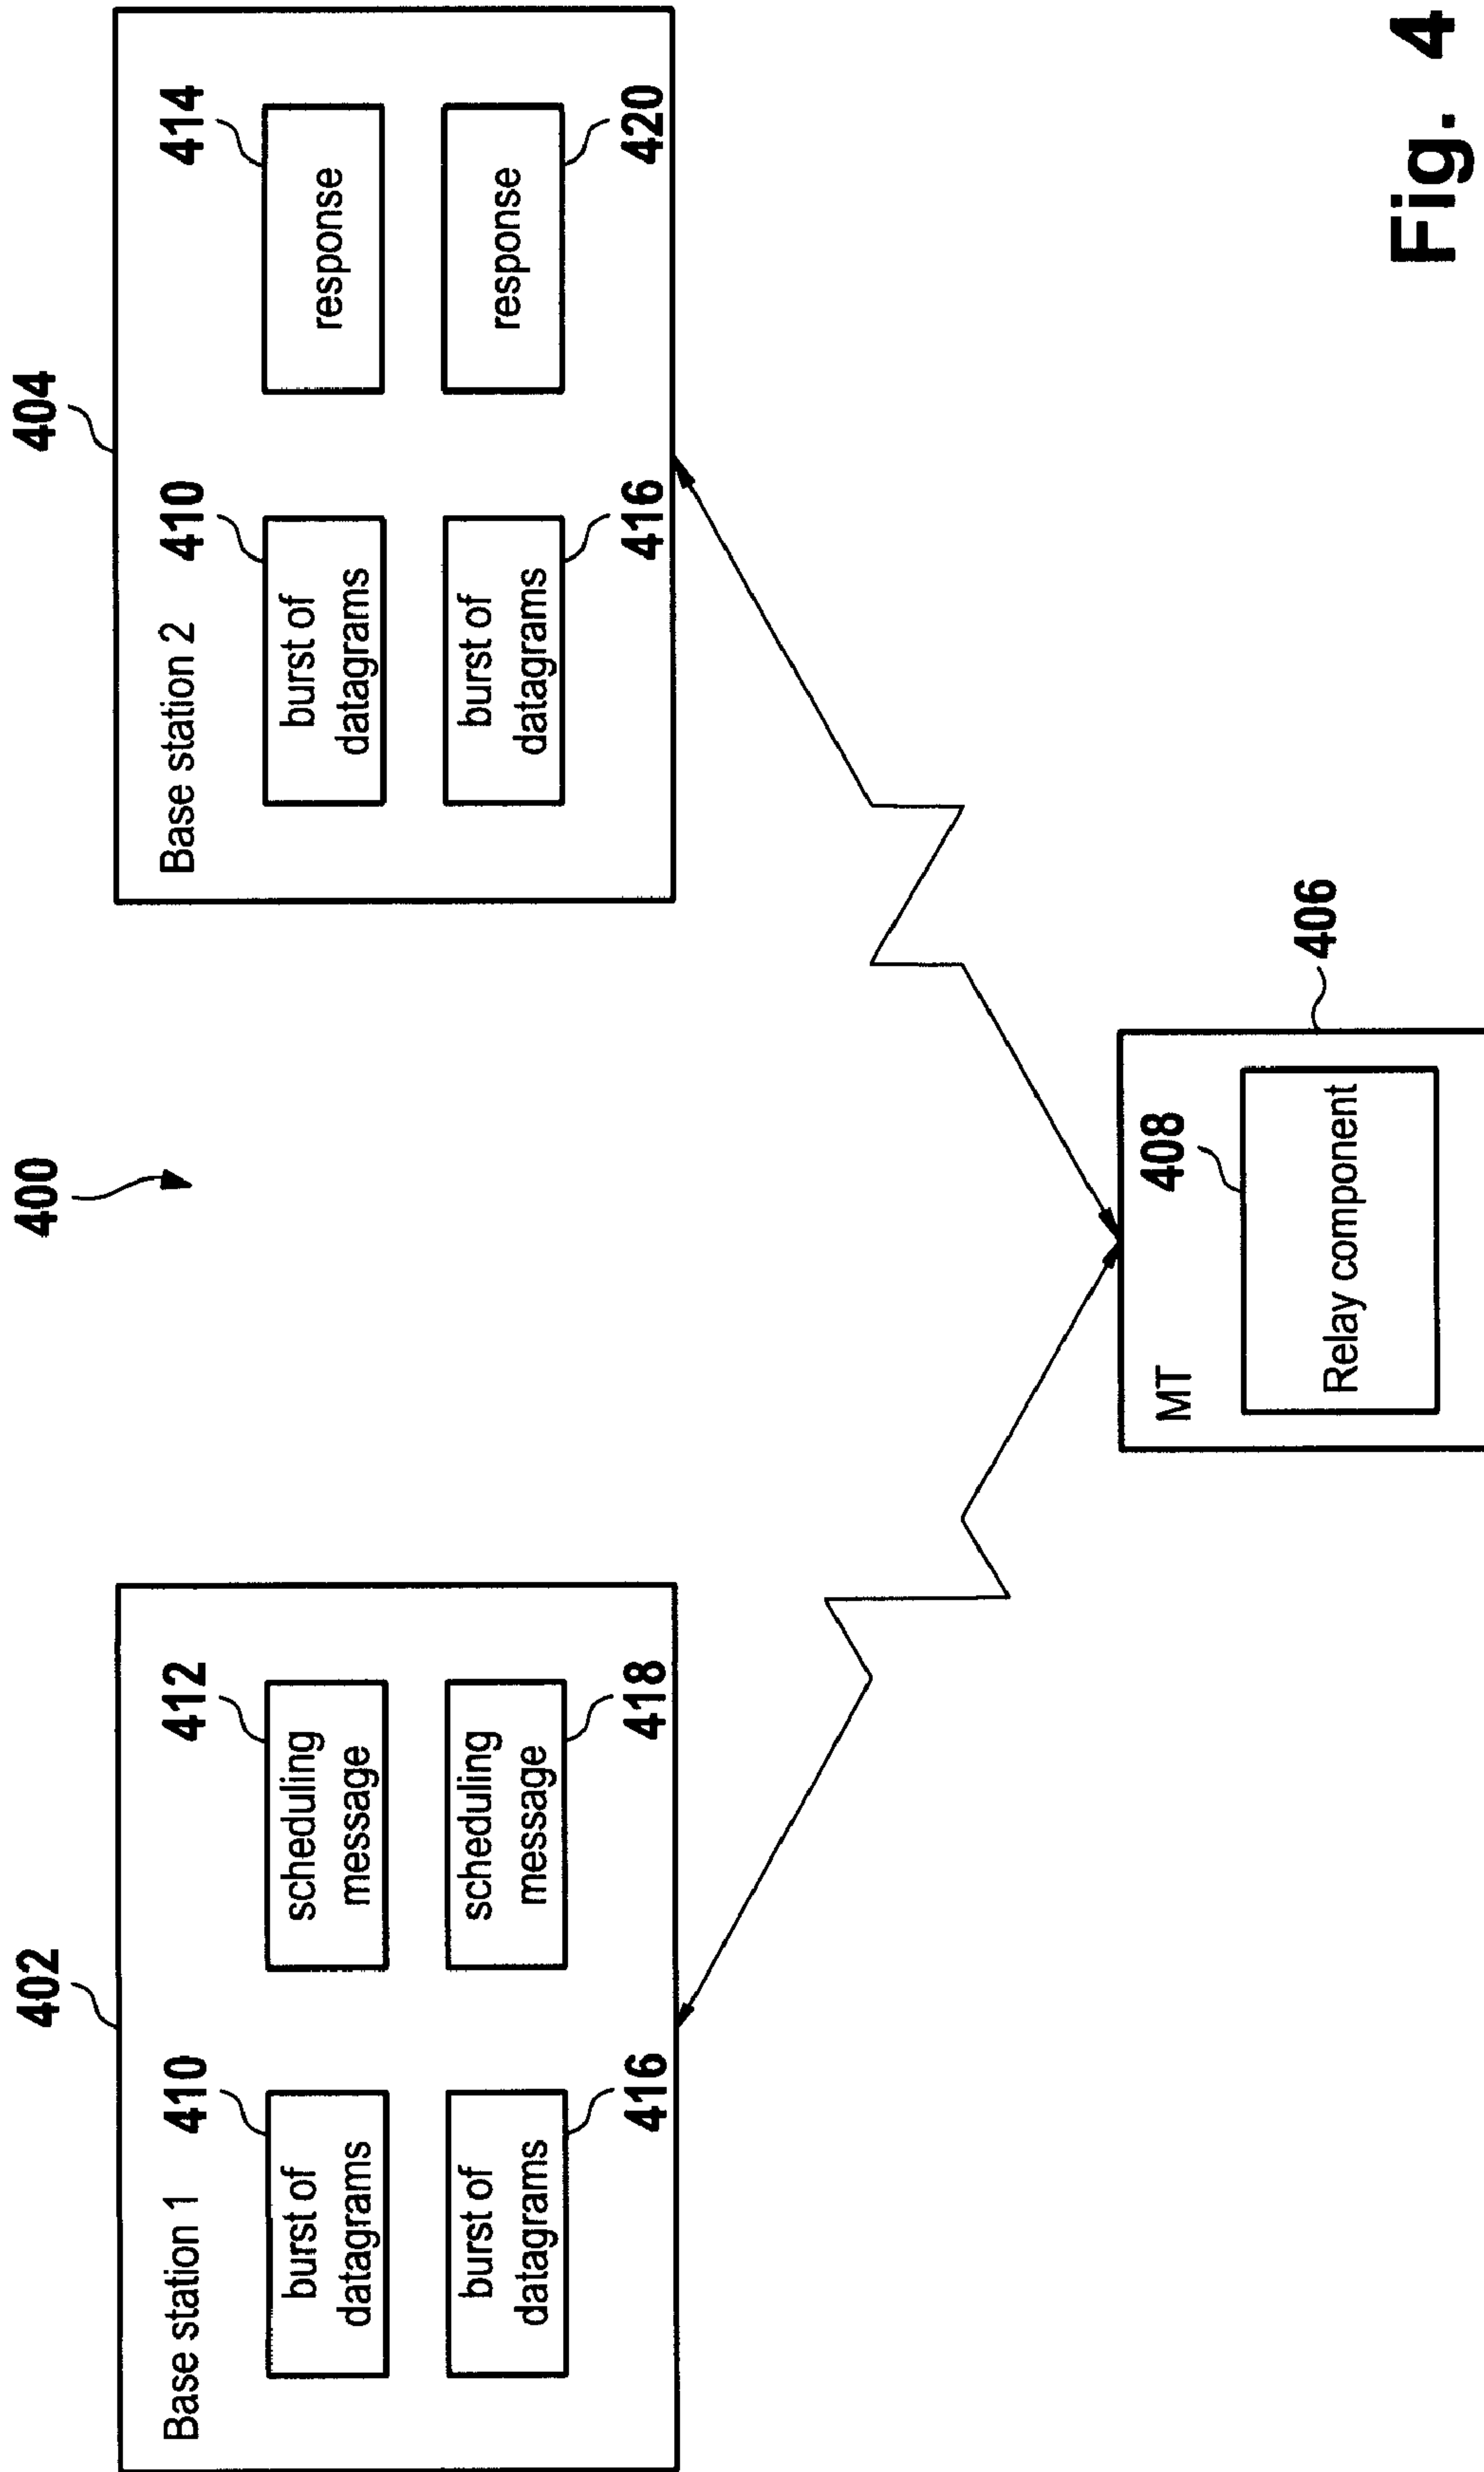 400
402
Base station 1
410
412
burst of
datagrams
scheduling
message
burst of
datagrams
scheduling
message
416
418
404
Base station 2
410
414
burst of
datagrams
response
burst of
datagrams
response
416
420
406
MT
408
Relay component
Fig. 4